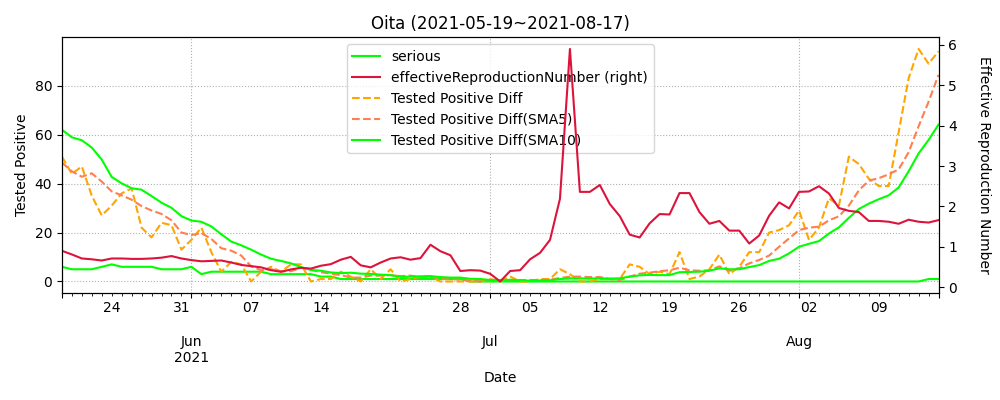 Oita (2021-05-19~2021-08-17)
serious
effectiveReproductionNumber (right)
Tested Positive Diff
Tested Positive Diff(SMA5)
Tested Positive Diff(SMA10)
Tested Positive
80
60
40
20
0
Effective Reproduction Number
6
5
4
3
2
1
0
24 31 07 14 21 28 05 12 19 26 02 09
Jun Jul Aug
2021
Date